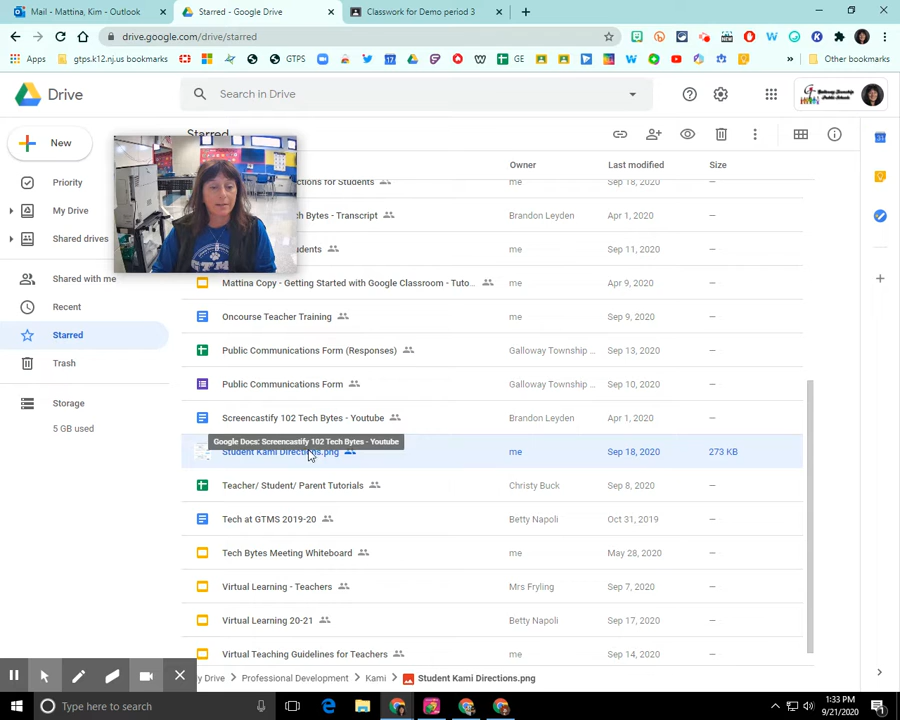 Mail - Mattina, Kim - Outlook
Starred - Google Drive
Classwork for Demo period 3
drive.google.com/drive/starred
Apps
gtps.k12.nj.us bookmarks
GTPS
GE
Other bookmarks
Drive
Search in Drive
New
Starred
Priority
My Drive
Shared drives
Shared with me
Recent
Starred
Trash
Storage
5 GB used
Owner
Last modified
Size
ctions for Students
me
Sep 18, 2020
ch Bytes - Transcript
Brandon Leyden
Apr 1, 2020
udents
me
Sep 11, 2020
Mattina Copy - Getting Started with Google Classroom - Tuto...
me
Apr 9, 2020
Oncourse Teacher Training
me
Sep 9, 2020
Public Communications Form (Responses)
Galloway Township ...
Sep 13, 2020
Public Communications Form
Galloway Township ...
Sep 10, 2020
Screencastify 102 Tech Bytes - Youtube
Brandon Leyden
Apr 1, 2020
Google Docs: Screencastify 102 Tech Bytes - Youtube
Student Kami Directions.png
me
Sep 18, 2020
273 KB
Teacher/ Student/ Parent Tutorials
Christy Buck
Sep 8, 2020
Tech at GTMS 2019-20
Betty Napoli
Oct 31, 2019
Tech Bytes Meeting Whiteboard
me
May 28, 2020
Virtual Learning - Teachers
Mrs Fryling
Sep 7, 2020
Virtual Learning 20-21
Betty Napoli
Sep 16, 2020
Virtual Teaching Guidelines for Teachers
me
Sep 14, 2020
y Drive
Professional Development
Kami
Student Kami Directions.png
Type here to search
1:33 PM
9/21/2020